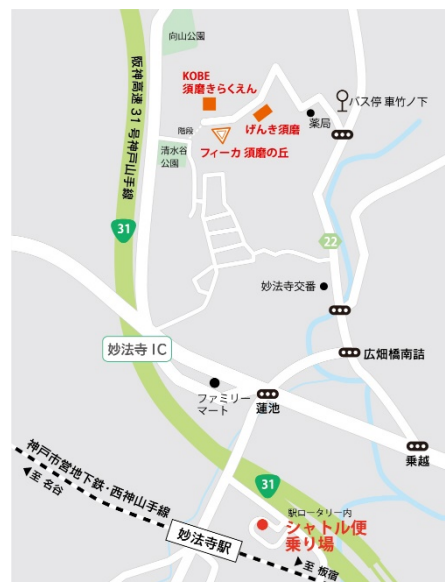 向山公園
KOBE
須磨きらくえん
バス停 車竹ノ下
げんき須磨
薬局
階段
フィーカ 須磨の丘
清水谷
公園
阪神高速 31 号神戸山手線
31
22
妙法寺交番
妙法寺 IC
広畑橋南詰
ファミリー
マート
蓮池
乗越
神戸市営地下鉄・西神山手線
至 名谷
31
駅ロータリー内
シャトル便
乗り場
妙法寺駅
至 板宿